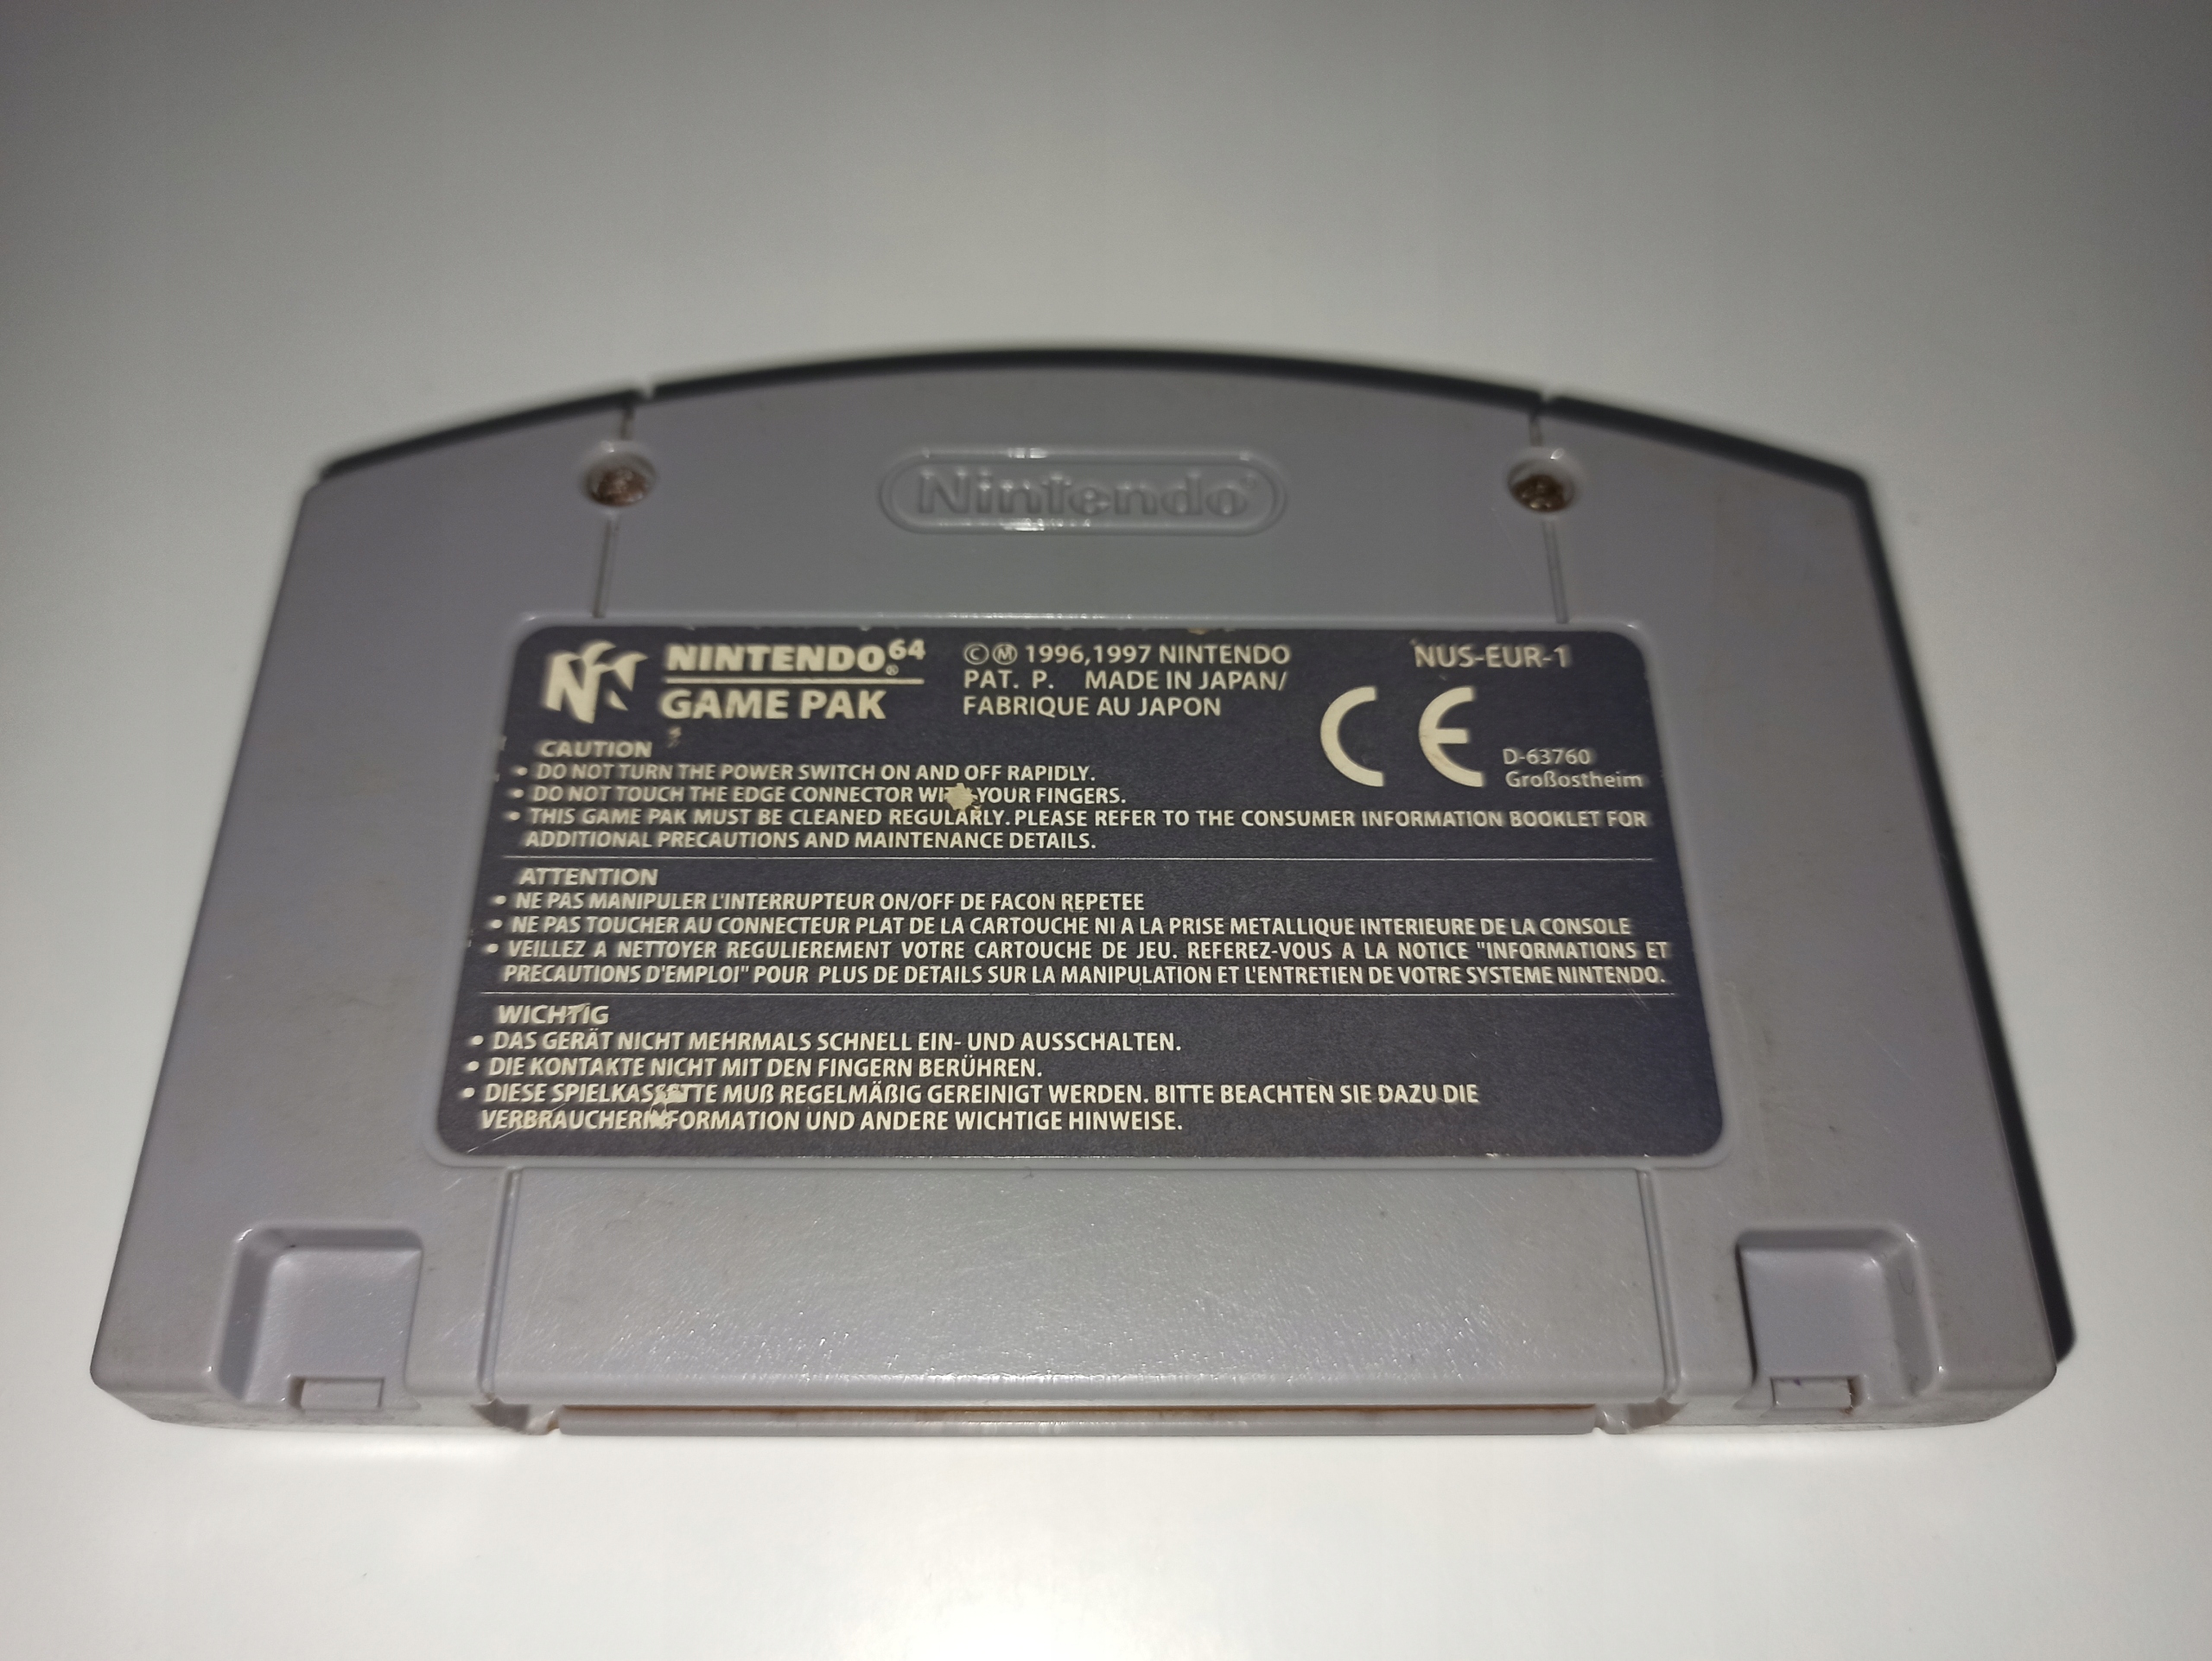 Nintendo
NINTENDO64®
GAME PAK
©Ⓜ 1996,1997 NINTENDO
PAT. P. MADE IN JAPAN/
FABRIQUE AU JAPON
NUS-EUR-1
CE
D-63760
Großostheim
CAUTION
• DO NOT TURN THE POWER SWITCH ON AND OFF RAPIDLY.
• DO NOT TOUCH THE EDGE CONNECTOR WITH YOUR FINGERS.
• THIS GAME PAK MUST BE CLEANED REGULARLY. PLEASE REFER TO THE CONSUMER INFORMATION BOOKLET FOR
ADDITIONAL PRECAUTIONS AND MAINTENANCE DETAILS.
ATTENTION
• NE PAS MANIPULER L'INTERRUPTEUR ON/OFF DE FACON REPETEE
• NE PAS TOUCHER AU CONNECTEUR PLAT DE LA CARTOUCHE NI A LA PRISE METALLIQUE INTERIEURE DE LA CONSOLE
• VEILLEZ A NETTOYER REGULIEREMENT VOTRE CARTOUCHE DE JEU. REFEREZ-VOUS A LA NOTICE "INFORMATIONS ET
PRECAUTIONS D'EMPLOI" POUR PLUS DE DETAILS SUR LA MANIPULATION ET L'ENTRETIEN DE VOTRE SYSTEME NINTENDO.
WICHTIG
• DAS GERÄT NICHT MEHRMALS SCHNELL EIN- UND AUSSCHALTEN.
• DIE KONTAKTE NICHT MIT DEN FINGERN BERÜHREN.
• DIESE SPIELKASSETTE MUß REGELMÄßIG GEREINIGT WERDEN. BITTE BEACHTEN SIE DAZU DIE
VERBRAUCHERINFORMATION UND ANDERE WICHTIGE HINWEISE.